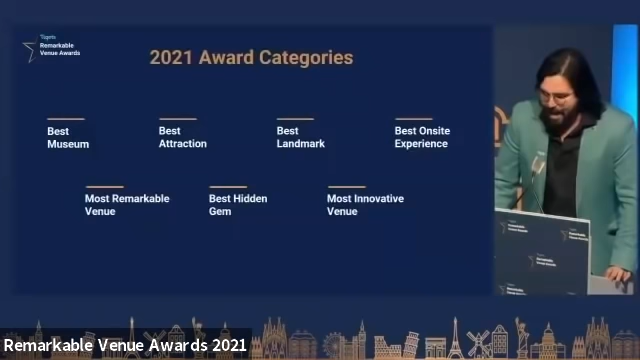 Tiqets
Remarkable
Venue Awards
2021 Award Categories
Best
Museum
Best
Attraction
Best
Landmark
Best Onsite
Experience
Most Remarkable
Venue
Best Hidden
Gem
Most Innovative
Venue
Remarkable Venue Awards 2021